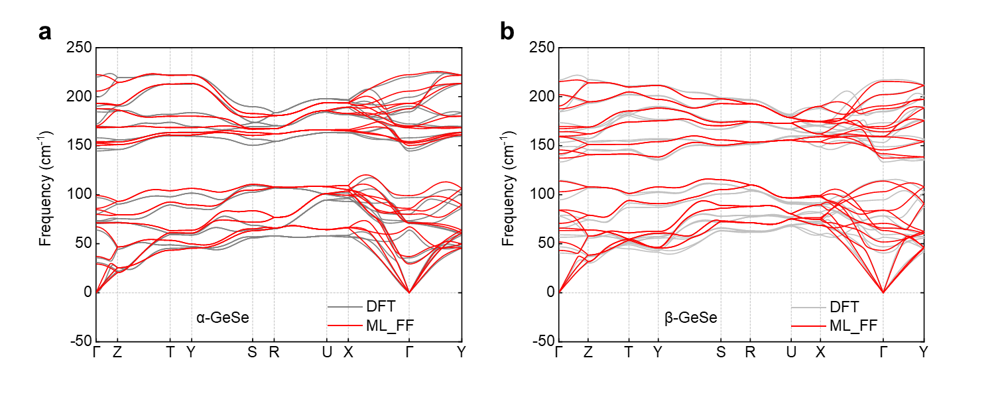 a
250
200
150
100
50
0
-50
Frequency (cm⁻¹)
α-GeSe
DFT
ML_FF
Γ Z T Y S R U X Γ Y
b
250
200
150
100
50
0
-50
Frequency (cm⁻¹)
β-GeSe
DFT
ML_FF
Γ Z T Y S R U X Γ Y